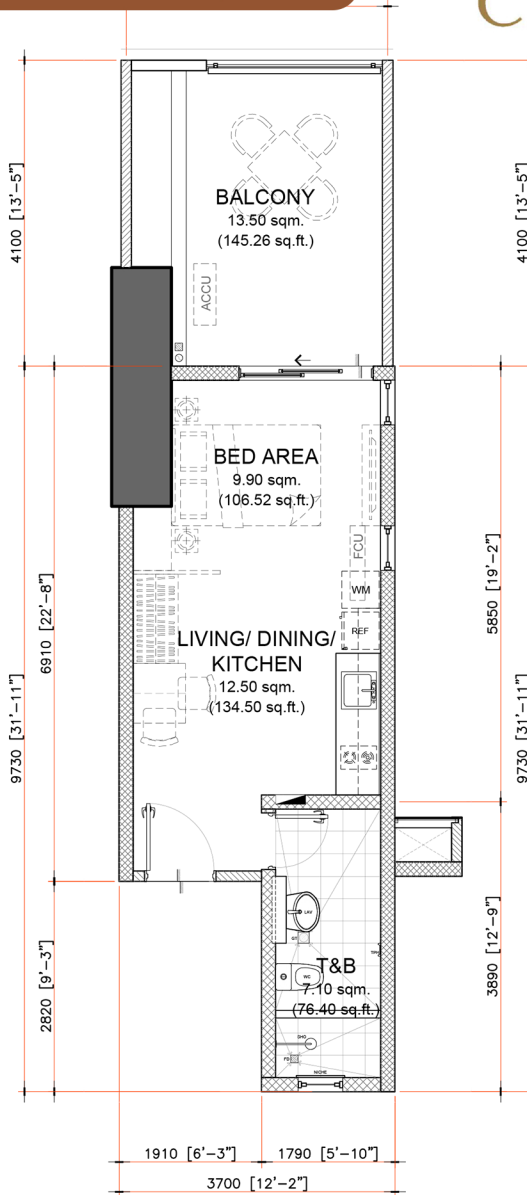 C
4100 [13'-5"]
4100 [13'-5"]
BALCONY
13.50 sqm.
(145.26 sq.ft.)
ACCU
BED AREA
9.90 sqm.
(106.52 sq.ft.)
FCU
WM
REF
5850 [19'-2"]
6910 [22'-8"]
LIVING/ DINING/
KITCHEN
12.50 sqm.
(134.50 sq.ft.)
9730 [31'-11"]
9730 [31'-11"]
LAV
T&B
WC
7.10 sqm.
(76.40 sq.ft.)
SHO
FD
NICHE
2820 [9'-3"]
3890 [12'-9"]
1910 [6'-3"]
1790 [5'-10"]
3700 [12'-2"]